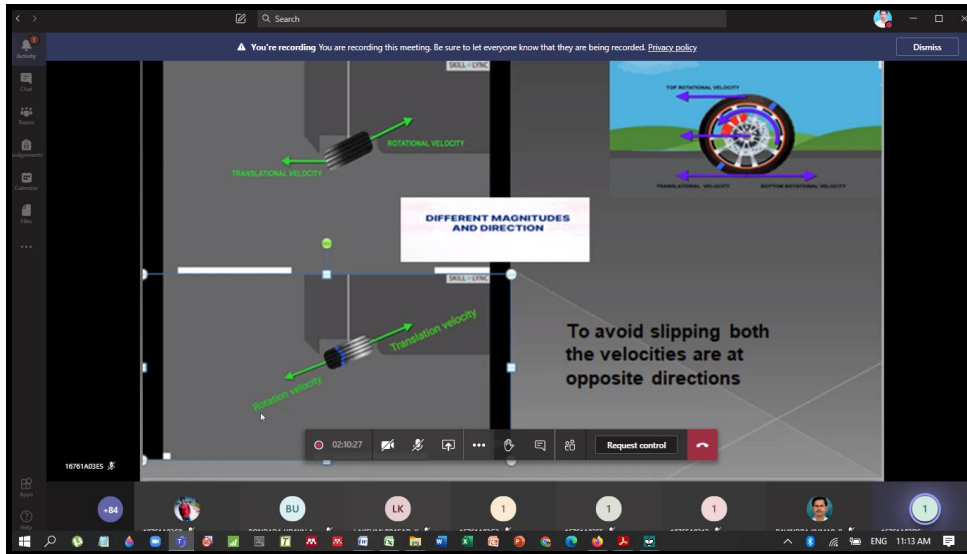 Search
You're recording You are recording this meeting. Be sure to let everyone know that they are being recorded. Privacy policy
Dismiss
1
Activity
Chat
Teams
Assignments
Calendar
Files
SKILL-LYNC
ROTATIONAL VELOCITY
TRANSLATIONAL VELOCITY
TOP ROTATIONAL VELOCITY
TRANSLATIONAL VELOCITY
BOTTOM ROTATIONAL VELOCITY
DIFFERENT MAGNITUDES
AND DIRECTION
SKILL-LYNC
Translation velocity
Rotation velocity
To avoid slipping both
the velocities are at
opposite directions
02:10:27
Request control
16761A03E5
Apps
Help
+84
BU
LK
1
1
1
1
ENG
11:13 AM